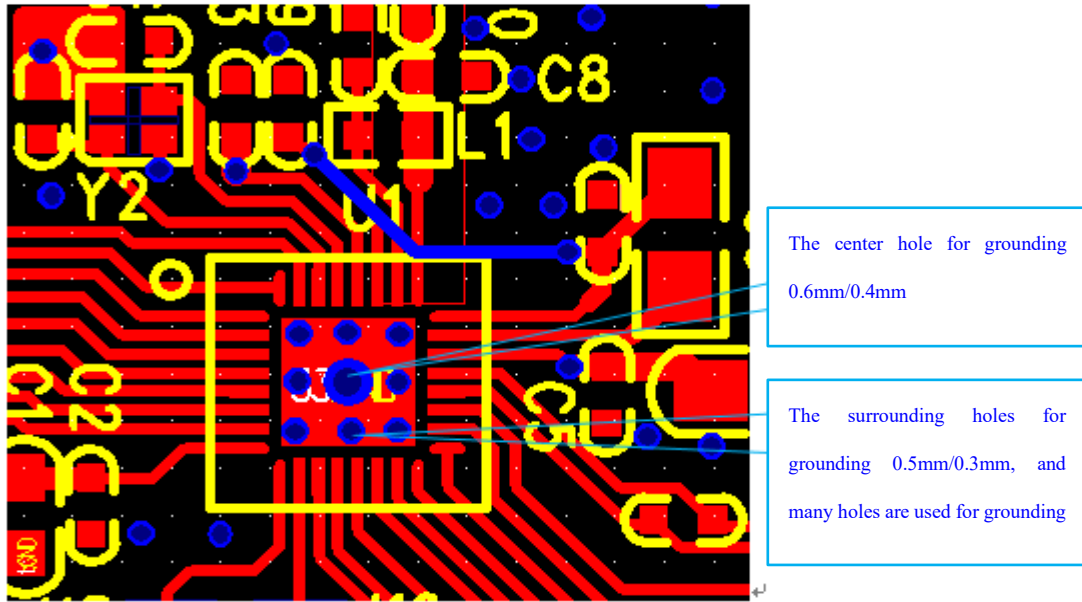 C8
L1
Y2
U1
The center hole for grounding
0.6mm/0.4mm
C1
C2
C5
The surrounding holes for
grounding 0.5mm/0.3mm, and
many holes are used for grounding